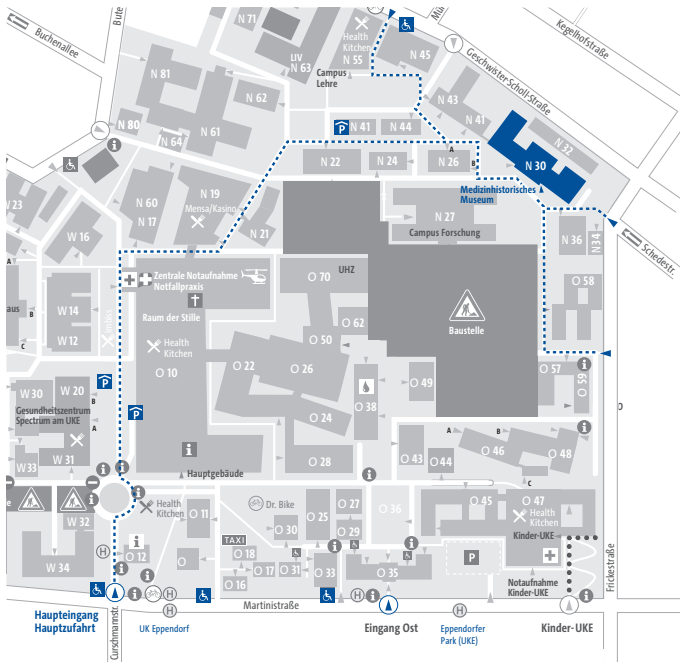 Buchenallee
Bute
N 71
LIV
N 63
Health
Kitchen
N 55
Campus
Lehre
N 45
Kegelhofstraße
Geschwister-Scholl-Straße
N 81
N 62
N 43
N 41
N 80
N 64
N 61
P
N 41
N 44
N 32
N 30
N 22
N 24
A
N 26
B
Medizinhistorisches
Museum
N 23
N 60
N 17
N 19
Mensa/Kasino
N 21
N 27
Campus Forschung
N 36
N 34
Schedestr.
W 16
A
B
C
aus
W 14
W 12
Imbiss
Zentrale Notaufnahme
Notfallpraxis
Raum der Stille
O 70
UHZ
O 62
O 50
Baustelle
O 58
Health
Kitchen
O 10
O 22
O 26
O 24
O 28
O 38
O 49
O 57
O 59
P
P
W 30
W 20
B
A
Gesundheitszentrum
Spectrum am UKE
W 33
W 31
Hauptgebäude
O 43
O 44
A
B
O 46
O 48
C
e
W 32
W 34
Health
Kitchen
O 11
O 12
O
H
Dr. Bike
TAXI
O 18
O 17
O 16
O 30
O 31
O 25
O 27
O 29
O 33
O 36
O 35
O 45
O 47
Health
Kitchen
Kinder-UKE
P
Notaufnahme
Kinder-UKE
Frickestraße
Haupteingang
Hauptzufahrt
Curschmannstr.
H
H
UK Eppendorf
Martinistraße
H
Eingang Ost
H
Eppendorfer
Park (UKE)
Kinder-UKE